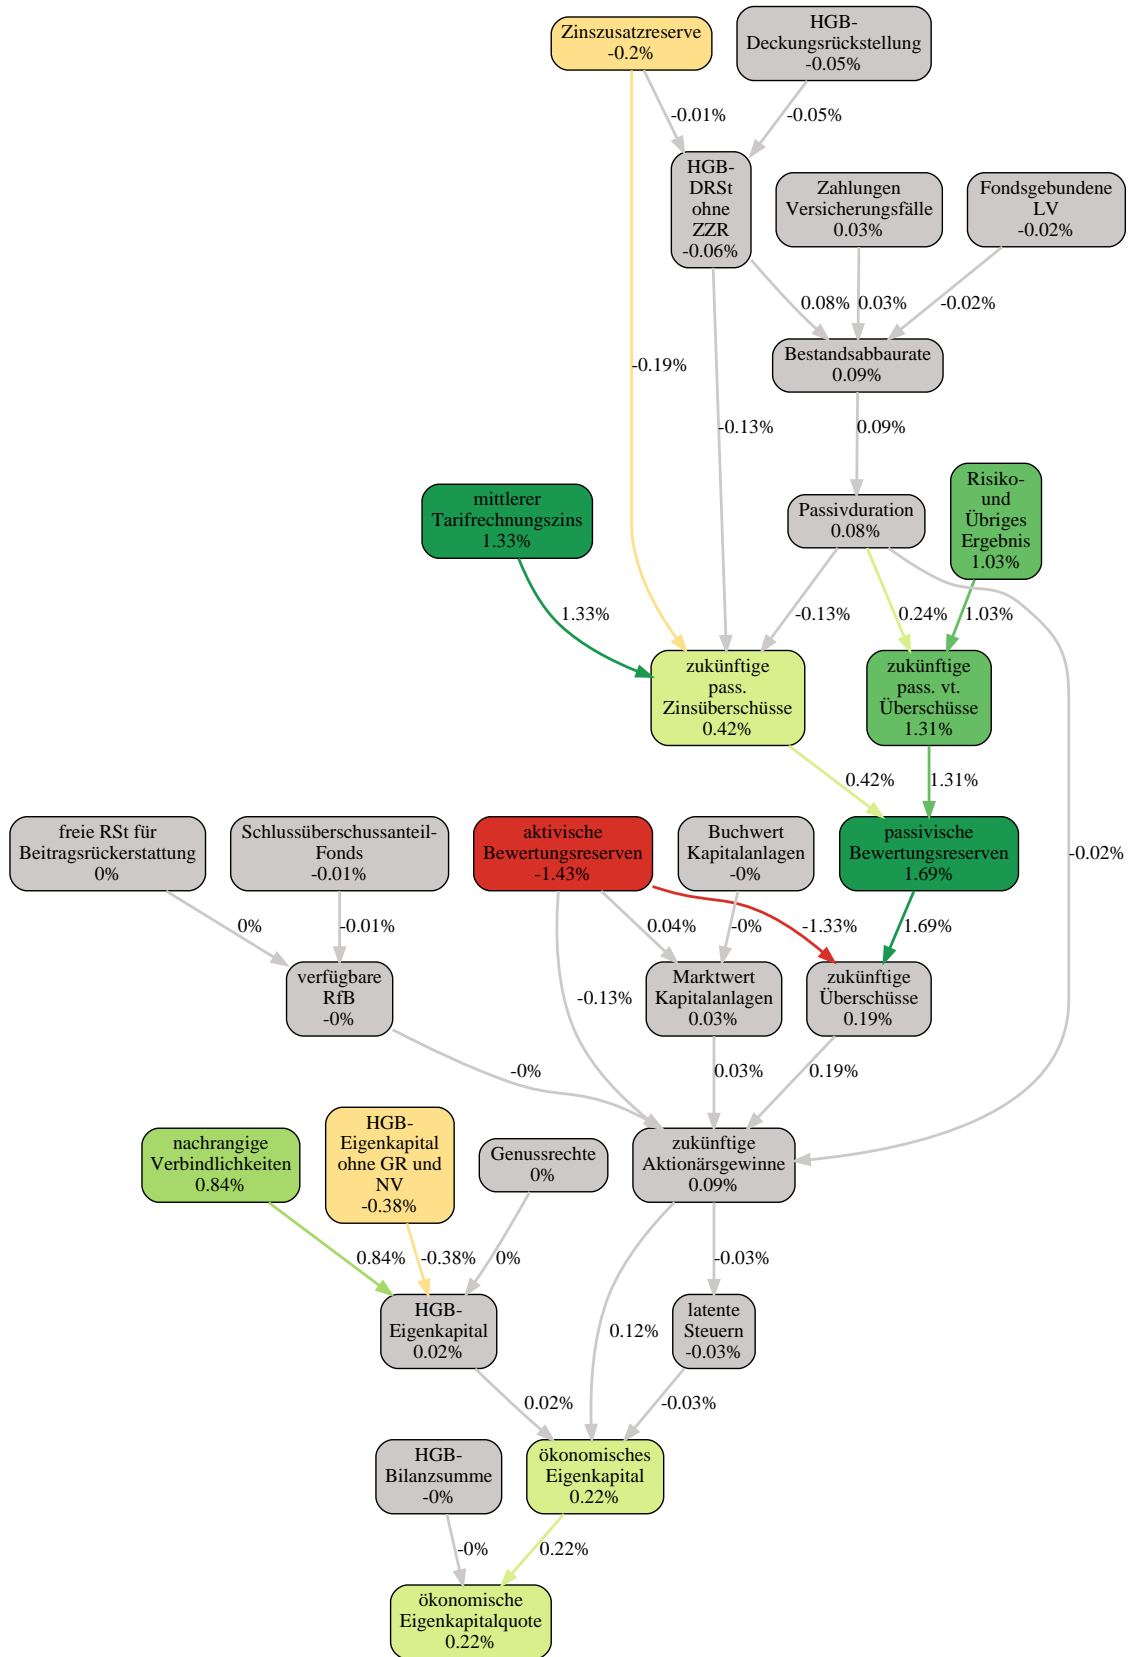 Zinszusatzreserve
-0.2%
HGB-
Deckungsrückstellung
-0.05%
-0.01%
-0.05%
HGB-
DRSt
ohne
ZZR
-0.06%
Zahlungen
Versicherungsfälle
0.03%
Fondsgebundene
LV
-0.02%
0.08%
0.03%
-0.02%
Bestandsabbaurate
0.09%
-0.19%
-0.13%
0.09%
mittlerer
Tarifrechnungszins
1.33%
Passivduration
0.08%
Risiko-
und
Übriges
Ergebnis
1.03%
1.33%
-0.13%
0.24%
1.03%
zukünftige
pass.
Zinsüberschüsse
0.42%
zukünftige
pass. vt.
Überschüsse
1.31%
0.42%
1.31%
freie RSt für
Beitragsrückerstattung
0%
Schlussüberschussanteil-
Fonds
-0.01%
aktivische
Bewertungsreserven
-1.43%
Buchwert
Kapitalanlagen
-0%
passivische
Bewertungsreserven
1.69%
-0.02%
0%
-0.01%
0.04%
-0%
-1.33%
1.69%
verfügbare
RfB
-0%
-0.13%
Marktwert
Kapitalanlagen
0.03%
zukünftige
Überschüsse
0.19%
-0%
0.03%
0.19%
nachrangige
Verbindlichkeiten
0.84%
HGB-
Eigenkapital
ohne GR und
NV
-0.38%
Genussrechte
0%
zukünftige
Aktionärsgewinne
0.09%
0.84%
-0.38%
0%
-0.03%
HGB-
Eigenkapital
0.02%
0.12%
latente
Steuern
-0.03%
0.02%
-0.03%
HGB-
Bilanzsumme
-0%
ökonomisches
Eigenkapital
0.22%
-0%
0.22%
ökonomische
Eigenkapitalquote
0.22%